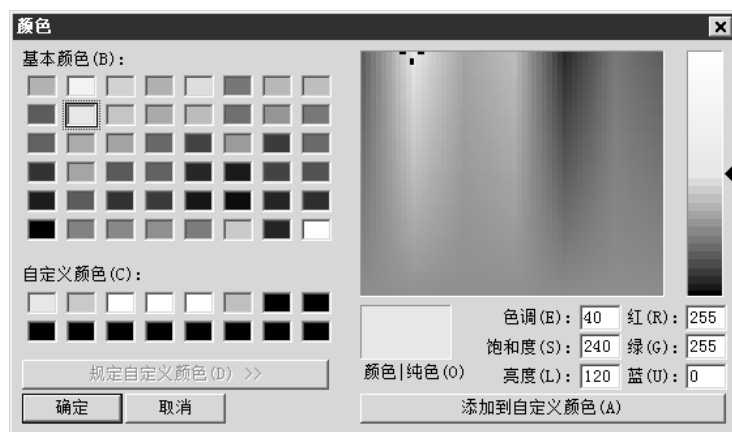 颜色
基本颜色(B):
自定义颜色(C):
规定自定义颜色(D) >>
确定 取消
颜色|纯色(O)
色调(E): 40 红(R): 255
饱和度(S): 240 绿(G): 255
亮度(L): 120 蓝(U): 0
添加到自定义颜色(A)